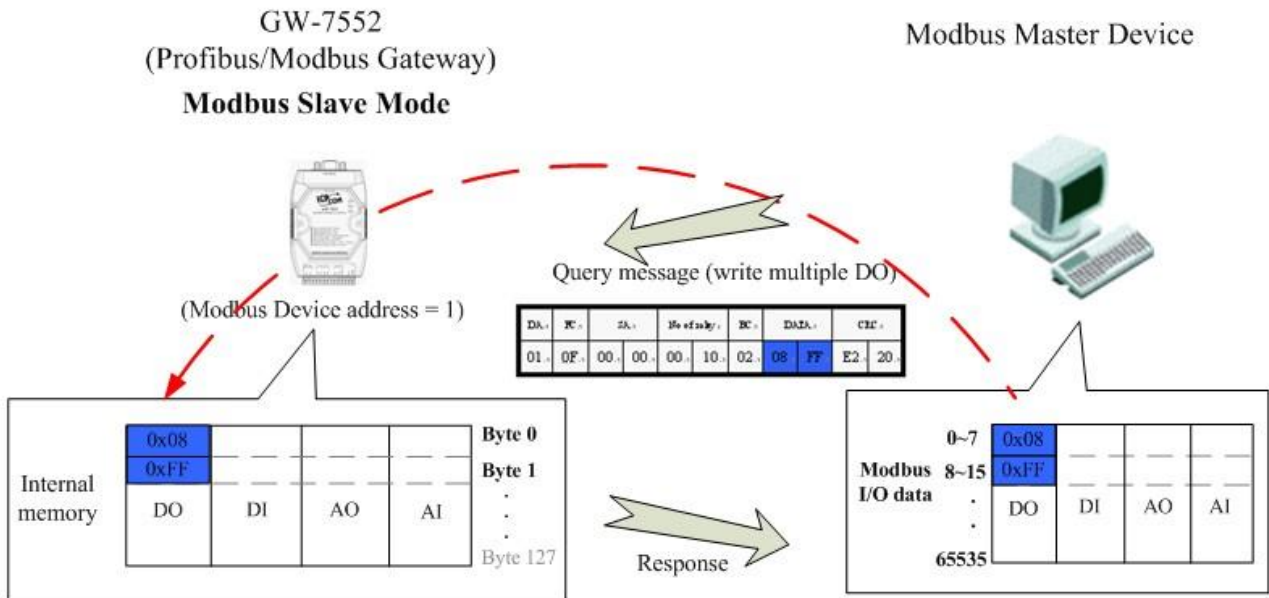 GW-7552
(Profibus/Modbus Gateway)
Modbus Slave Mode
Modbus Master Device
Query message (write multiple DO)
(Modbus Device address = 1)
DA FC SA No of relay BC DATA CRC
01 0F 00 00 00 10 02 08 FF E2 20
0x08 Byte 0
0xFF Byte 1
Internal
memory
DO DI AO AI
.
.
.
Byte 127
Response
0~7 0x08
Modbus 8~15 0xFF
I/O data
DO DI AO AI
.
.
.
65535